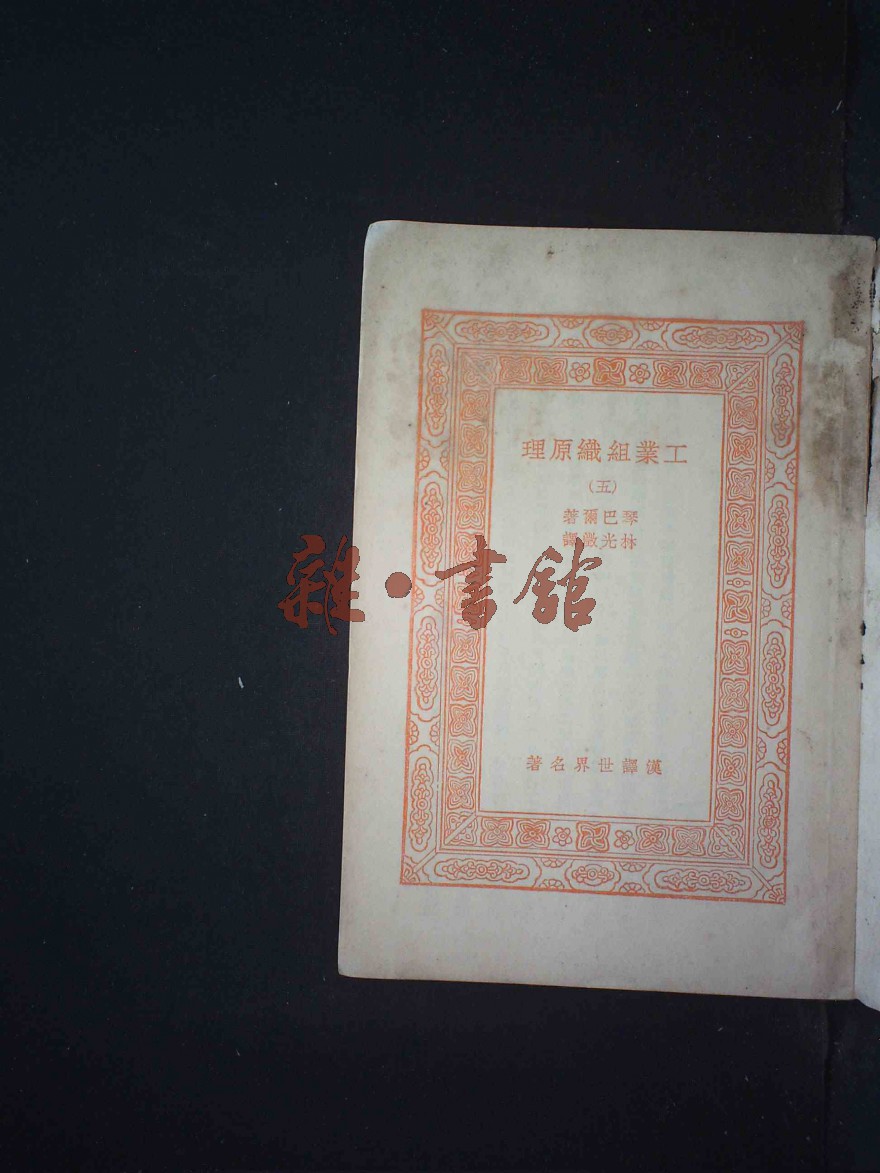 工業組織原理
(五)
琴巴爾著
林光澂譯
漢譯世界名著
雜·書館